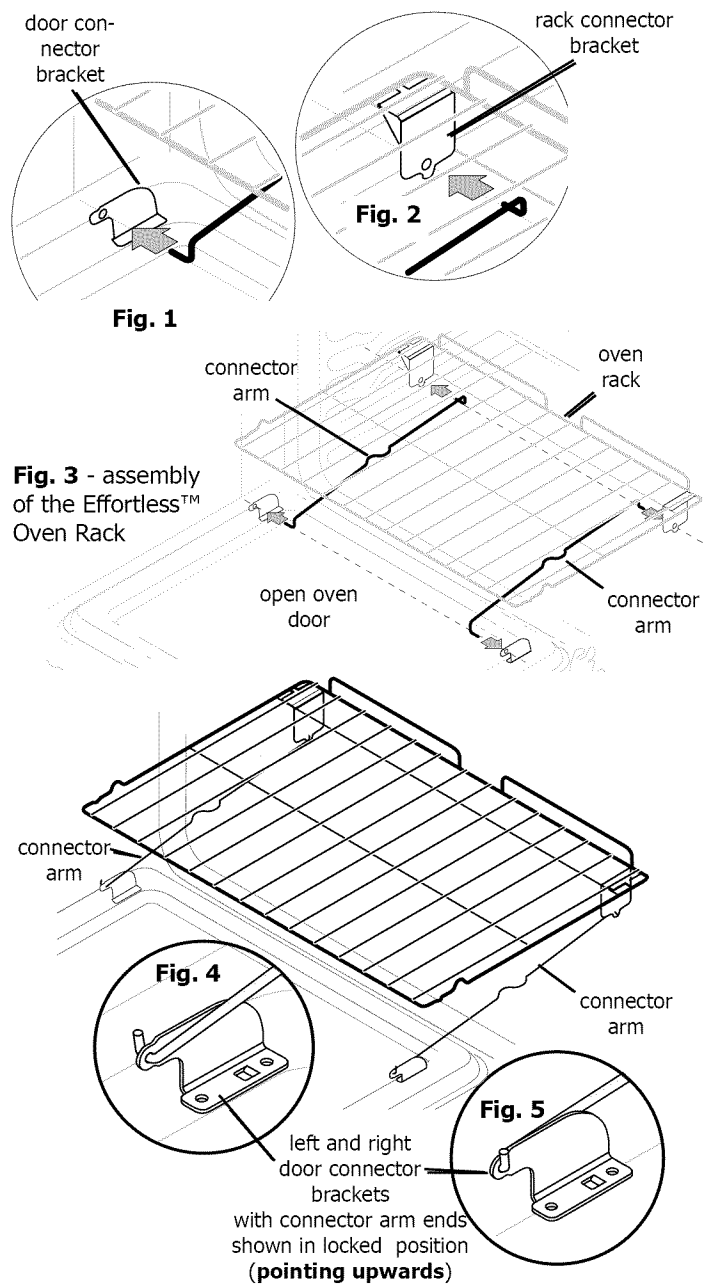 door con-
nector
bracket
rack connector
bracket
Fig. 2
Fig. 1
connector
arm
oven
rack
Fig. 3 - assembly
of the Effortless™
Oven Rack
open oven
door
connector
arm
connector
arm
Fig. 4
connector
arm
Fig. 5
left and right
door connector
brackets
with connector arm ends
shown in locked position
(pointing upwards)